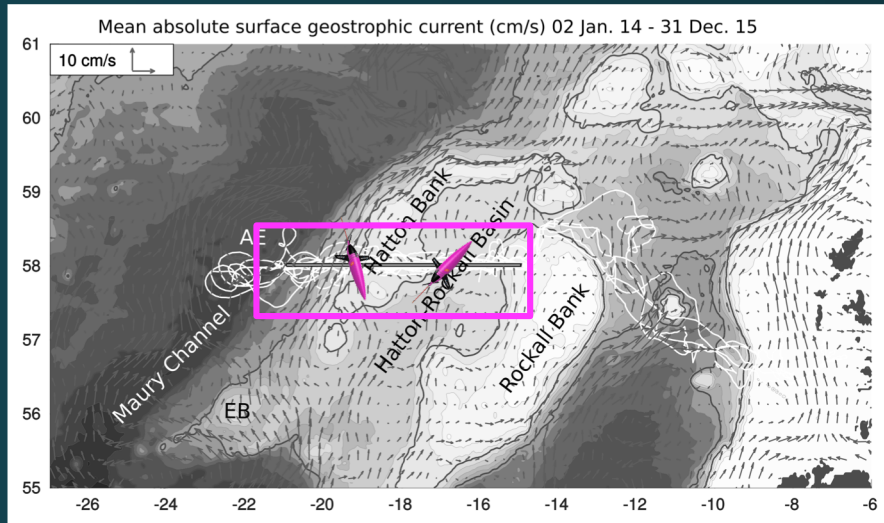 Mean absolute surface geostrophic current (cm/s) 02 Jan. 14 - 31 Dec. 15
61
10 cm/s
60
59
58
57
56
55
AE
Hatton Bank
Hatton-Rockall Basin
Rockall Bank
Maury Channel
EB
-26
-24
-22
-20
-18
-16
-14
-12
-10
-8
-6